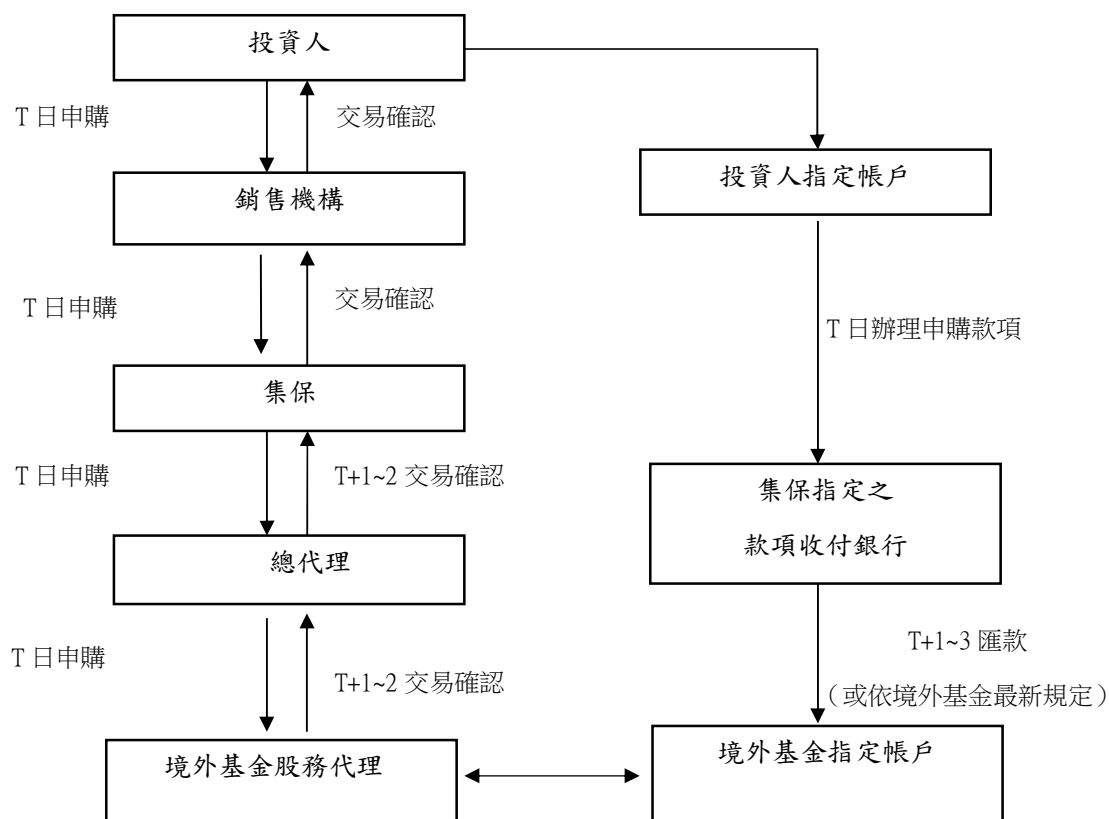 投資人
T 日申購
交易確認
投資人指定帳戶
銷售機構
T 日申購
交易確認
T 日辦理申購款項
集保
T 日申購
T+1~2 交易確認
集保指定之
款項收付銀行
總代理
T 日申購
T+1~2 交易確認
T+1~3 匯款
（或依境外基金最新規定）
境外基金股務代理
境外基金指定帳戶